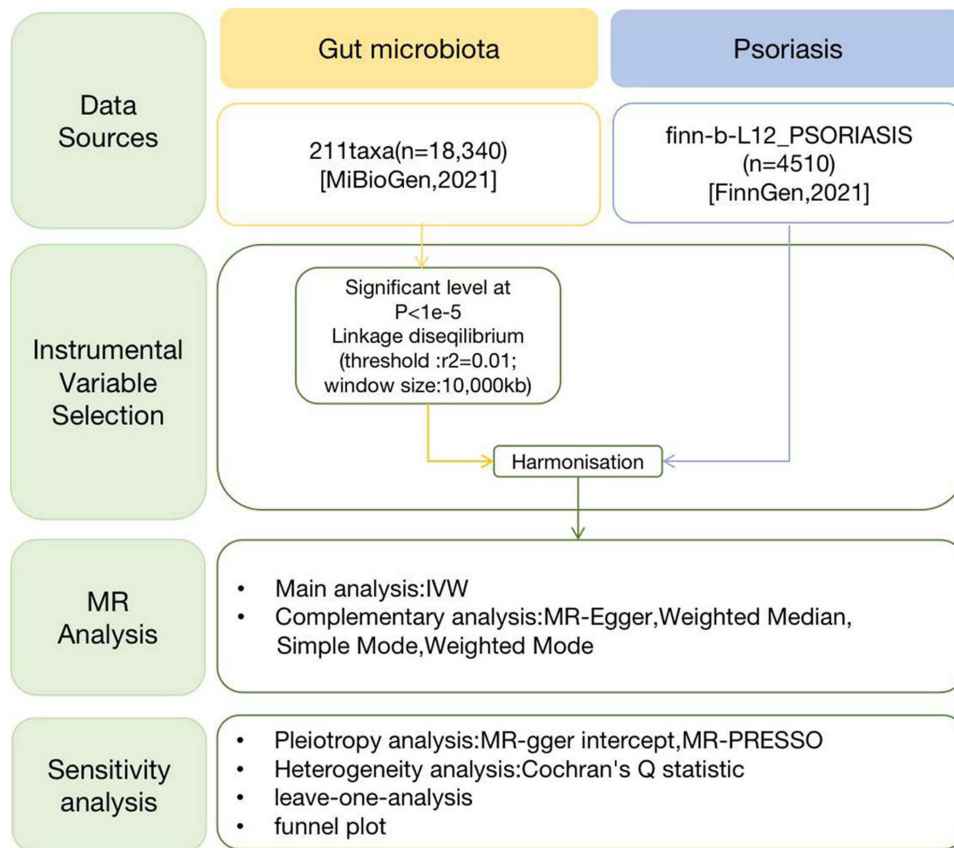 Data
Sources
Gut microbiota
Psoriasis
211taxa(n=18,340)
[MiBioGen,2021]
finn-b-L12_PSORIASIS
(n=4510)
[FinnGen,2021]
Instrumental
Variable
Selection
Significant level at
P<1e-5
Linkage diseqilibrium
(threshold :r2=0.01;
window size:10,000kb)
Harmonisation
MR
Analysis
• Main analysis:IVW
• Complementary analysis:MR-Egger,Weighted Median,
Simple Mode,Weighted Mode
Sensitivity
analysis
• Pleiotropy analysis:MR-gger intercept,MR-PRESSO
• Heterogeneity analysis:Cochran's Q statistic
• leave-one-analysis
• funnel plot